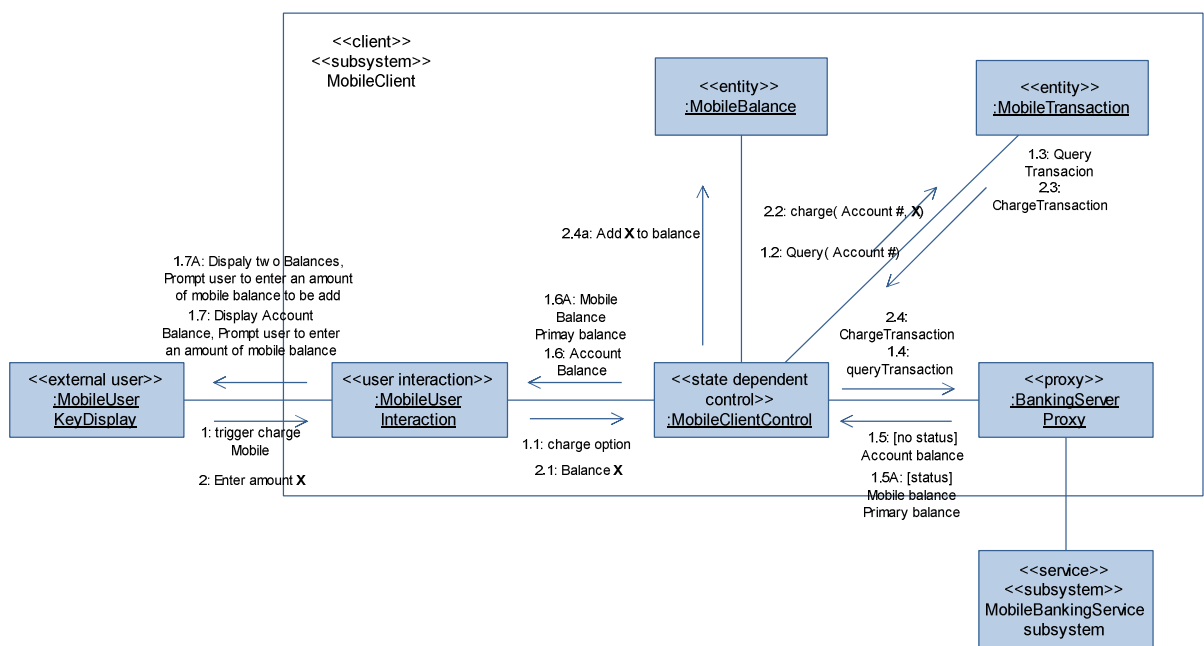 <<client>>
<<subsystem>>
MobileClient
<<entity>>
:MobileBalance
<<entity>>
:MobileTransaction
1.3: Query
Transacion
2.3:
ChargeTransaction
2.2: charge( Account #, X)
2.4a: Add X to balance
1.2: Query( Account #)
1.7A: Dispaly two Balances,
Prompt user to enter an amount
of mobile balance to be add
1.7: Display Account
Balance, Prompt user to enter
an amount of mobile balance
1.6A: Mobile
Balance
Primay balance
1.6: Account
Balance
2.4:
ChargeTransaction
1.4:
queryTransaction
<<external user>>
:MobileUser
KeyDisplay
<<user interaction>>
:MobileUser
Interaction
<<state dependent
control>>
:MobileClientControl
<<proxy>>
:BankingServer
Proxy
1: trigger charge
Mobile
2: Enter amount X
1.1: charge option
2.1: Balance X
1.5: [no status]
Account balance
1.5A: [status]
Mobile balance
Primary balance
<<service>>
<<subsystem>>
MobileBankingService
subsystem